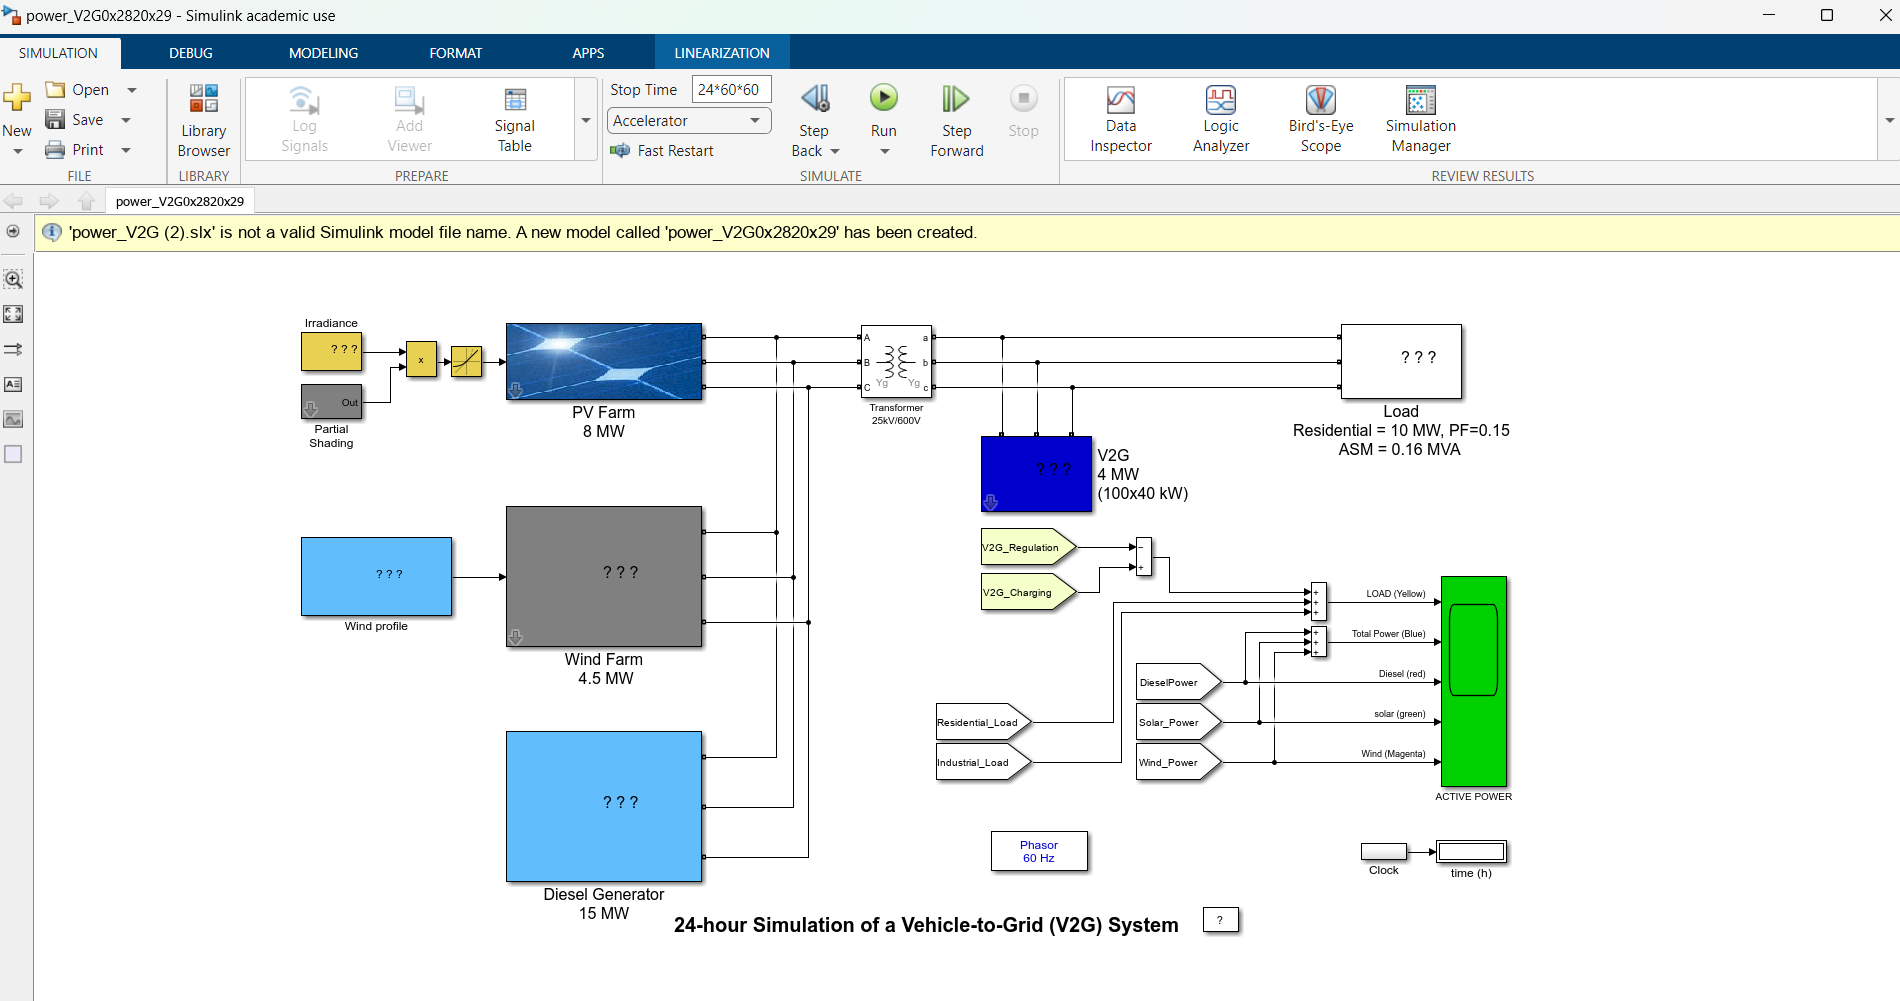 power_V2G0x2820x29 - Simulink academic use
SIMULATION
DEBUG
MODELING
FORMAT
APPS
LINEARIZATION
New
Open
Save
Print
FILE
Library
Browser
LIBRARY
Log
Signals
Add
Viewer
Signal
Table
PREPARE
Stop Time
24*60*60
Accelerator
Fast Restart
Step
Back
Run
Step
Forward
Stop
SIMULATE
Data
Inspector
Logic
Analyzer
Bird's-Eye
Scope
Simulation
Manager
REVIEW RESULTS
power_V2G0x2820x29
'power_V2G (2).slx' is not a valid Simulink model file name. A new model called 'power_V2G0x2820x29' has been created.
Irradiance
? ? ?
Out
Partial
Shading
x
PV Farm
8 MW
A
B
C
a
b
c
Yg
Yg
Transformer
25kV/600V
? ? ?
Load
Residential = 10 MW, PF=0.15
ASM = 0.16 MVA
? ? ?
V2G
4 MW
(100x40 kW)
? ? ?
Wind profile
? ? ?
Wind Farm
4.5 MW
V2G_Regulation
V2G_Charging
−
+
+
+
+
+
+
+
LOAD (Yellow)
Total Power (Blue)
Diesel (red)
solar (green)
Wind (Magenta)
DieselPower
Solar_Power
Wind_Power
Residential_Load
Industrial_Load
ACTIVE POWER
? ? ?
Diesel Generator
15 MW
Phasor
60 Hz
Clock
time (h)
24-hour Simulation of a Vehicle-to-Grid (V2G) System
?